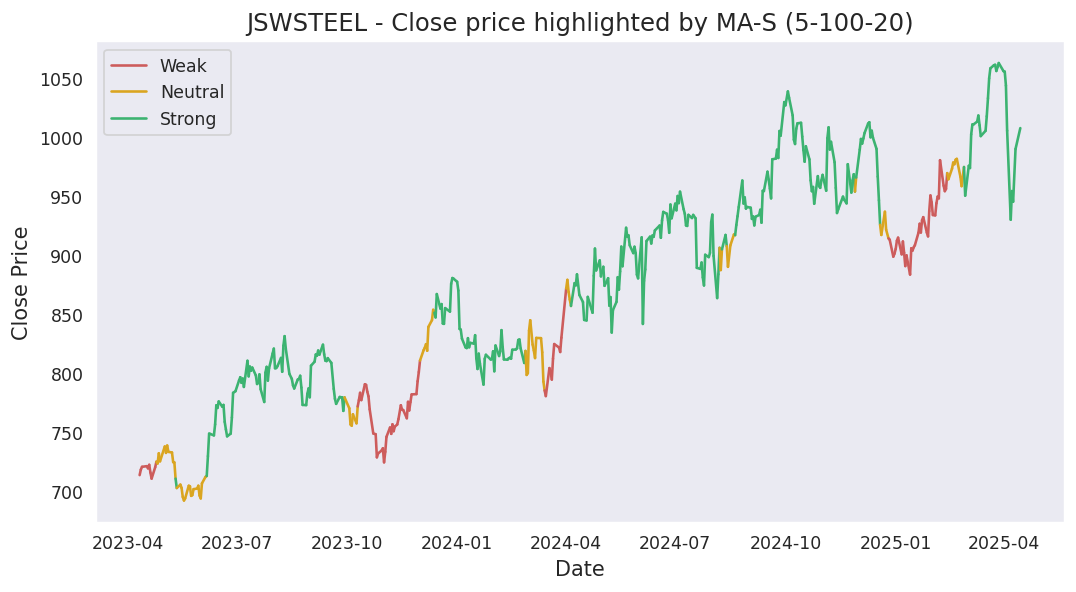 JSWSTEEL - Close price highlighted by MA-S (5-100-20)
Weak
Neutral
Strong
Close Price
1050
1000
950
900
850
800
750
700
2023-04 2023-07 2023-10 2024-01 2024-04 2024-07 2024-10 2025-01 2025-04
Date